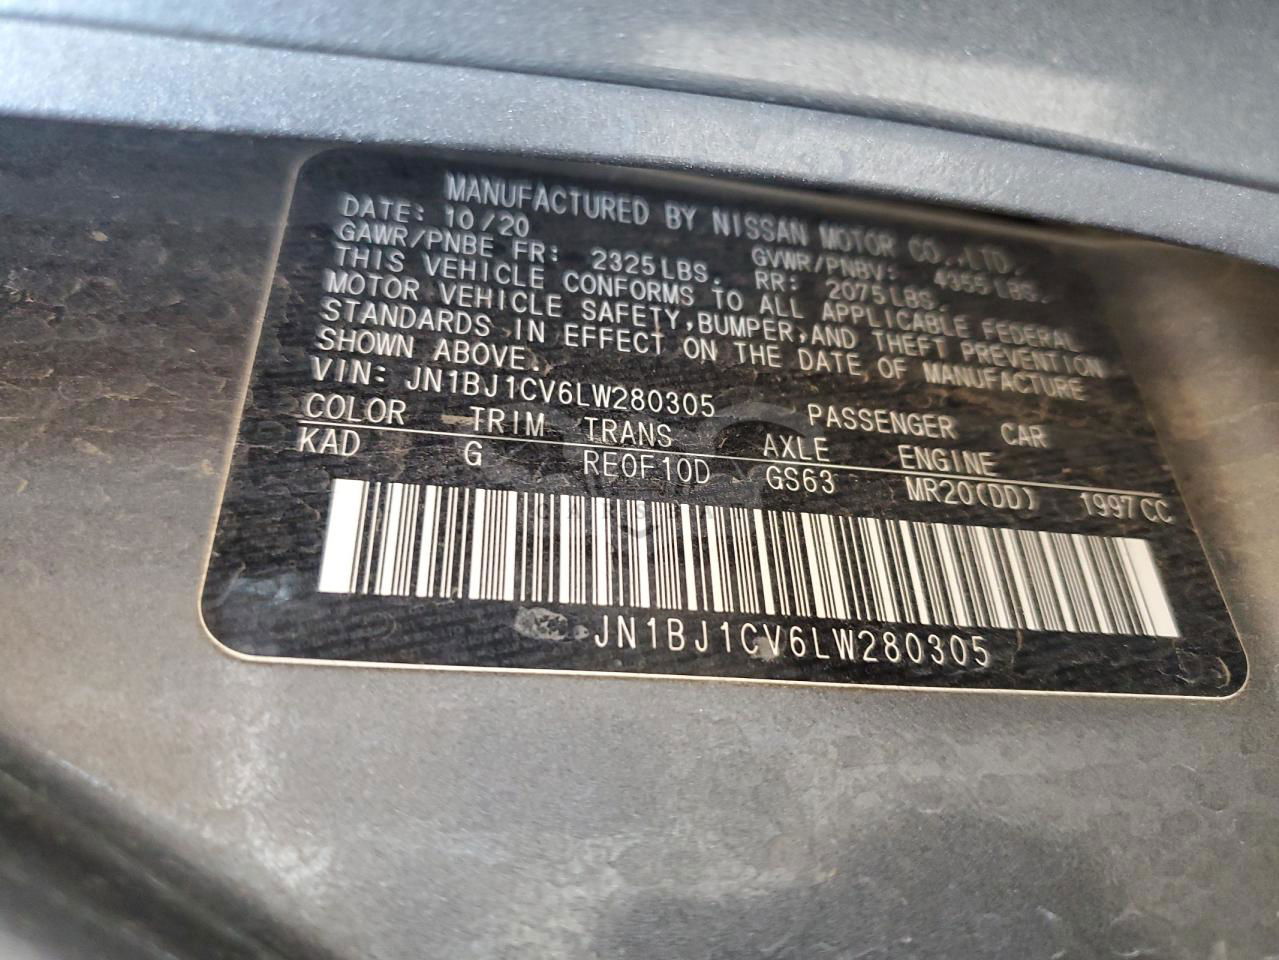 MANUFACTURED BY NISSAN MOTOR CO.,LTD.
DATE: 10/20 GVWR/PNBV: 4355LBS.
GAWR/PNBE FR: 2325LBS. RR: 2075LBS.
THIS VEHICLE CONFORMS TO ALL APPLICABLE FEDERAL
MOTOR VEHICLE SAFETY,BUMPER,AND THEFT PREVENTION
STANDARDS IN EFFECT ON THE DATE OF MANUFACTURE
SHOWN ABOVE.
VIN: JN1BJ1CV6LW280305 PASSENGER CAR
COLOR TRIM TRANS AXLE ENGINE
KAD G RE0F10D GS63 MR20(DD) 1997CC
JN1BJ1CV6LW280305